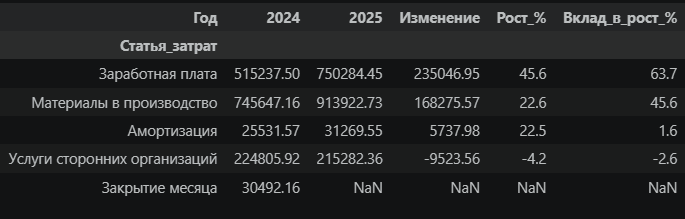 Год 2024 2025 Изменение Рост_% Вклад_в_рост_%
Статья_затрат
Заработная плата 515237.50 750284.45 235046.95 45.6 63.7
Материалы в производство 745647.16 913922.73 168275.57 22.6 45.6
Амортизация 25531.57 31269.55 5737.98 22.5 1.6
Услуги сторонних организаций 224805.92 215282.36 -9523.56 -4.2 -2.6
Закрытие месяца 30492.16 NaN NaN NaN NaN